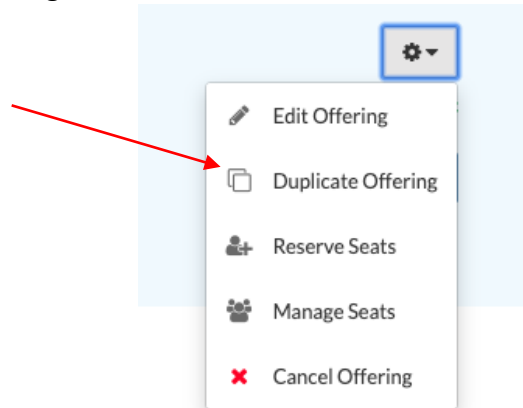 Edit Offering
Duplicate Offering
Reserve Seats
Manage Seats
Cancel Offering